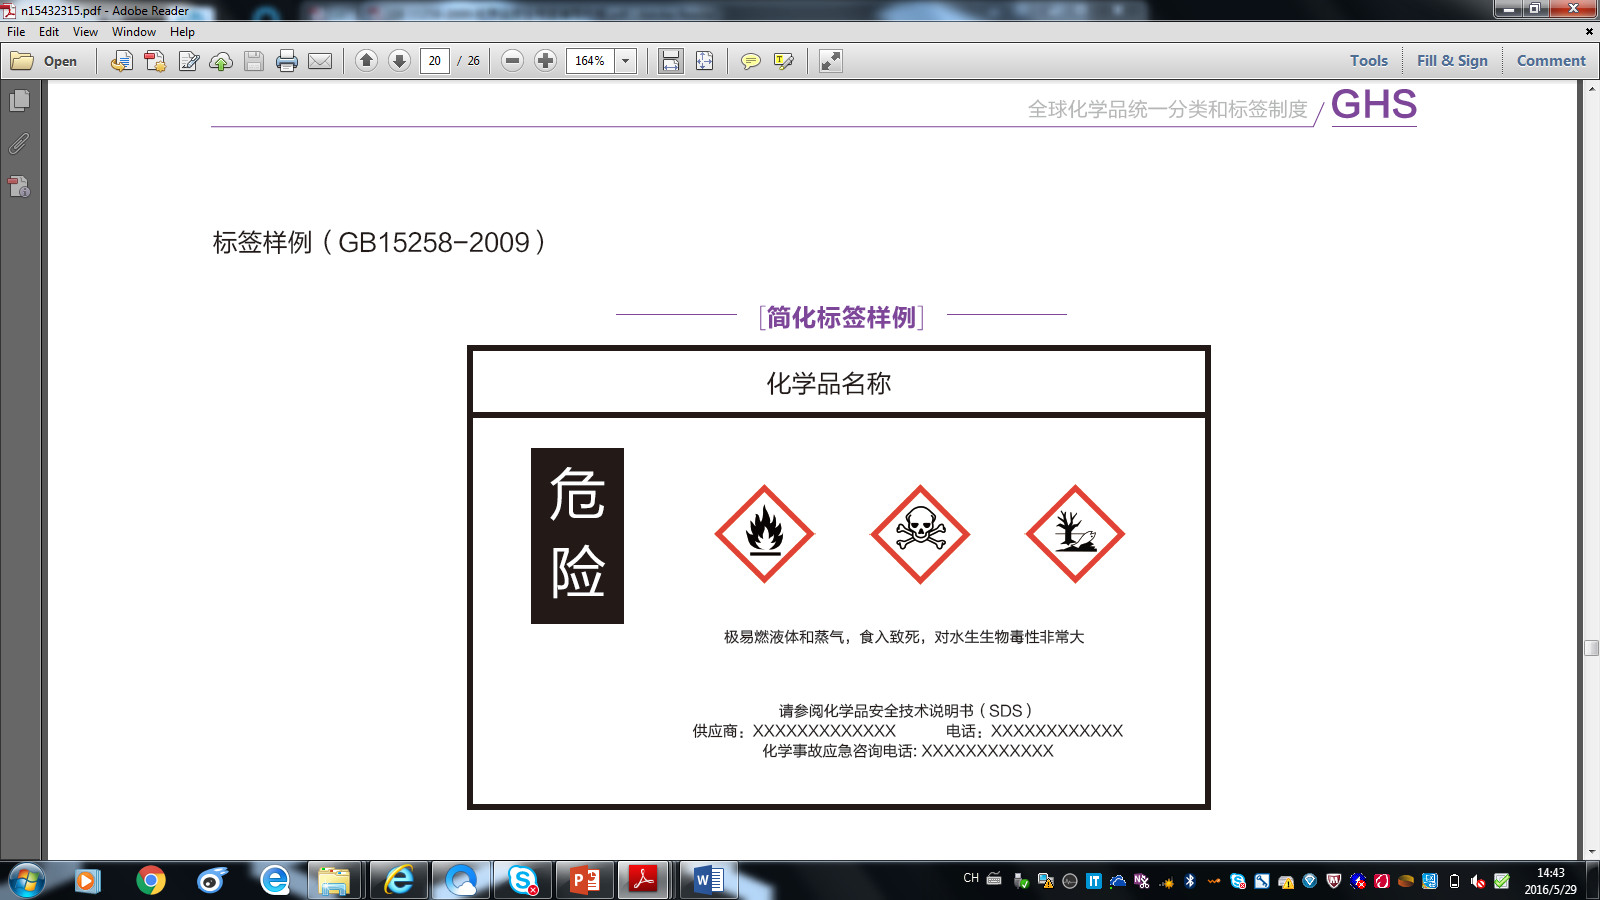 n15432315.pdf - Adobe Reader
File Edit View Window Help
Open 20 / 26 164% Tools Fill & Sign Comment
全球化学品统一分类和标签制度 GHS
标签样例（GB15258-2009）
[简化标签样例]
化学品名称
危
险
极易燃液体和蒸气，食入致死，对水生生物毒性非常大
请参阅化学品安全技术说明书（SDS）
供应商：XXXXXXXXXXXXX 电话：XXXXXXXXXXXX
化学事故应急咨询电话: XXXXXXXXXXXX
CH
14:43
2016/5/29